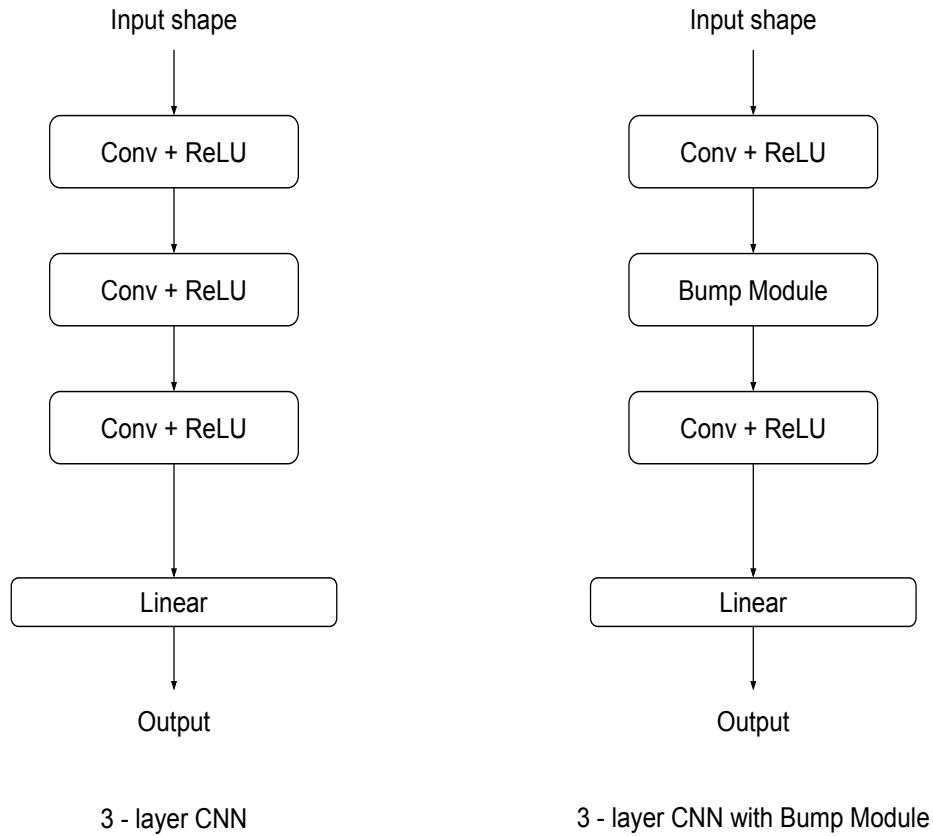 Input shape
Conv + ReLU
Conv + ReLU
Conv + ReLU
Linear
Output
3 - layer CNN
Input shape
Conv + ReLU
Bump Module
Conv + ReLU
Linear
Output
3 - layer CNN with Bump Module